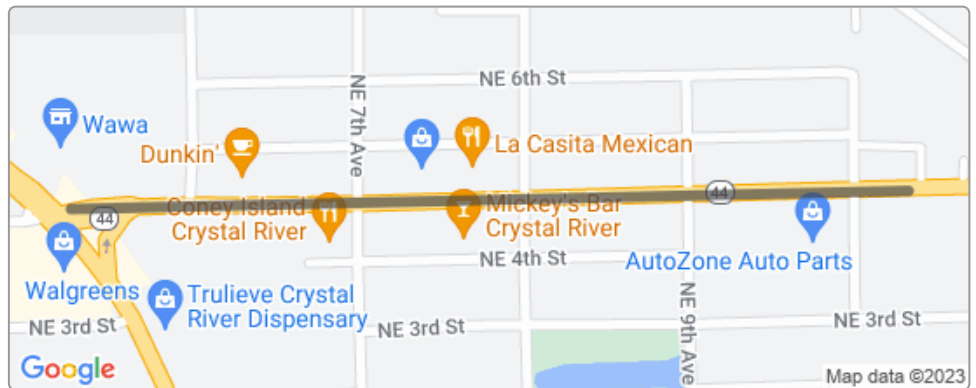 NE 6th St
NE 7th Ave
Wawa
Dunkin'
La Casita Mexican
44
44
Coney Island
Crystal River
Mickey's Bar
Crystal River
NE 4th St
AutoZone Auto Parts
Walgreens
Trulieve Crystal
River Dispensary
NE 9th Ave
NE 3rd St
NE 3rd St
NE 3rd St
Google
Map data ©2023